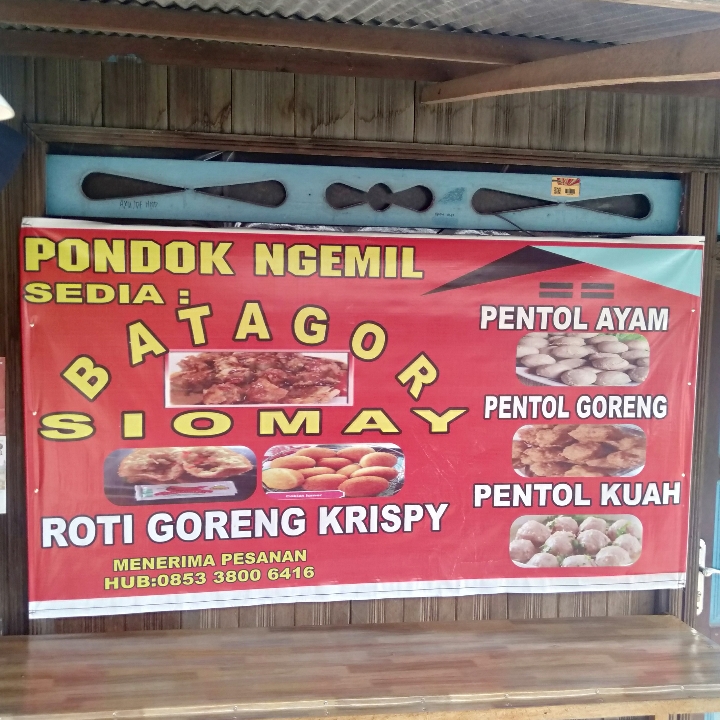 PONDOK NGEMIL
SEDIA :
BATAGOR
SIOMAY
ROTI GORENG KRISPY
MENERIMA PESANAN
HUB:0853 3800 6416
PENTOL AYAM
PENTOL GORENG
PENTOL KUAH